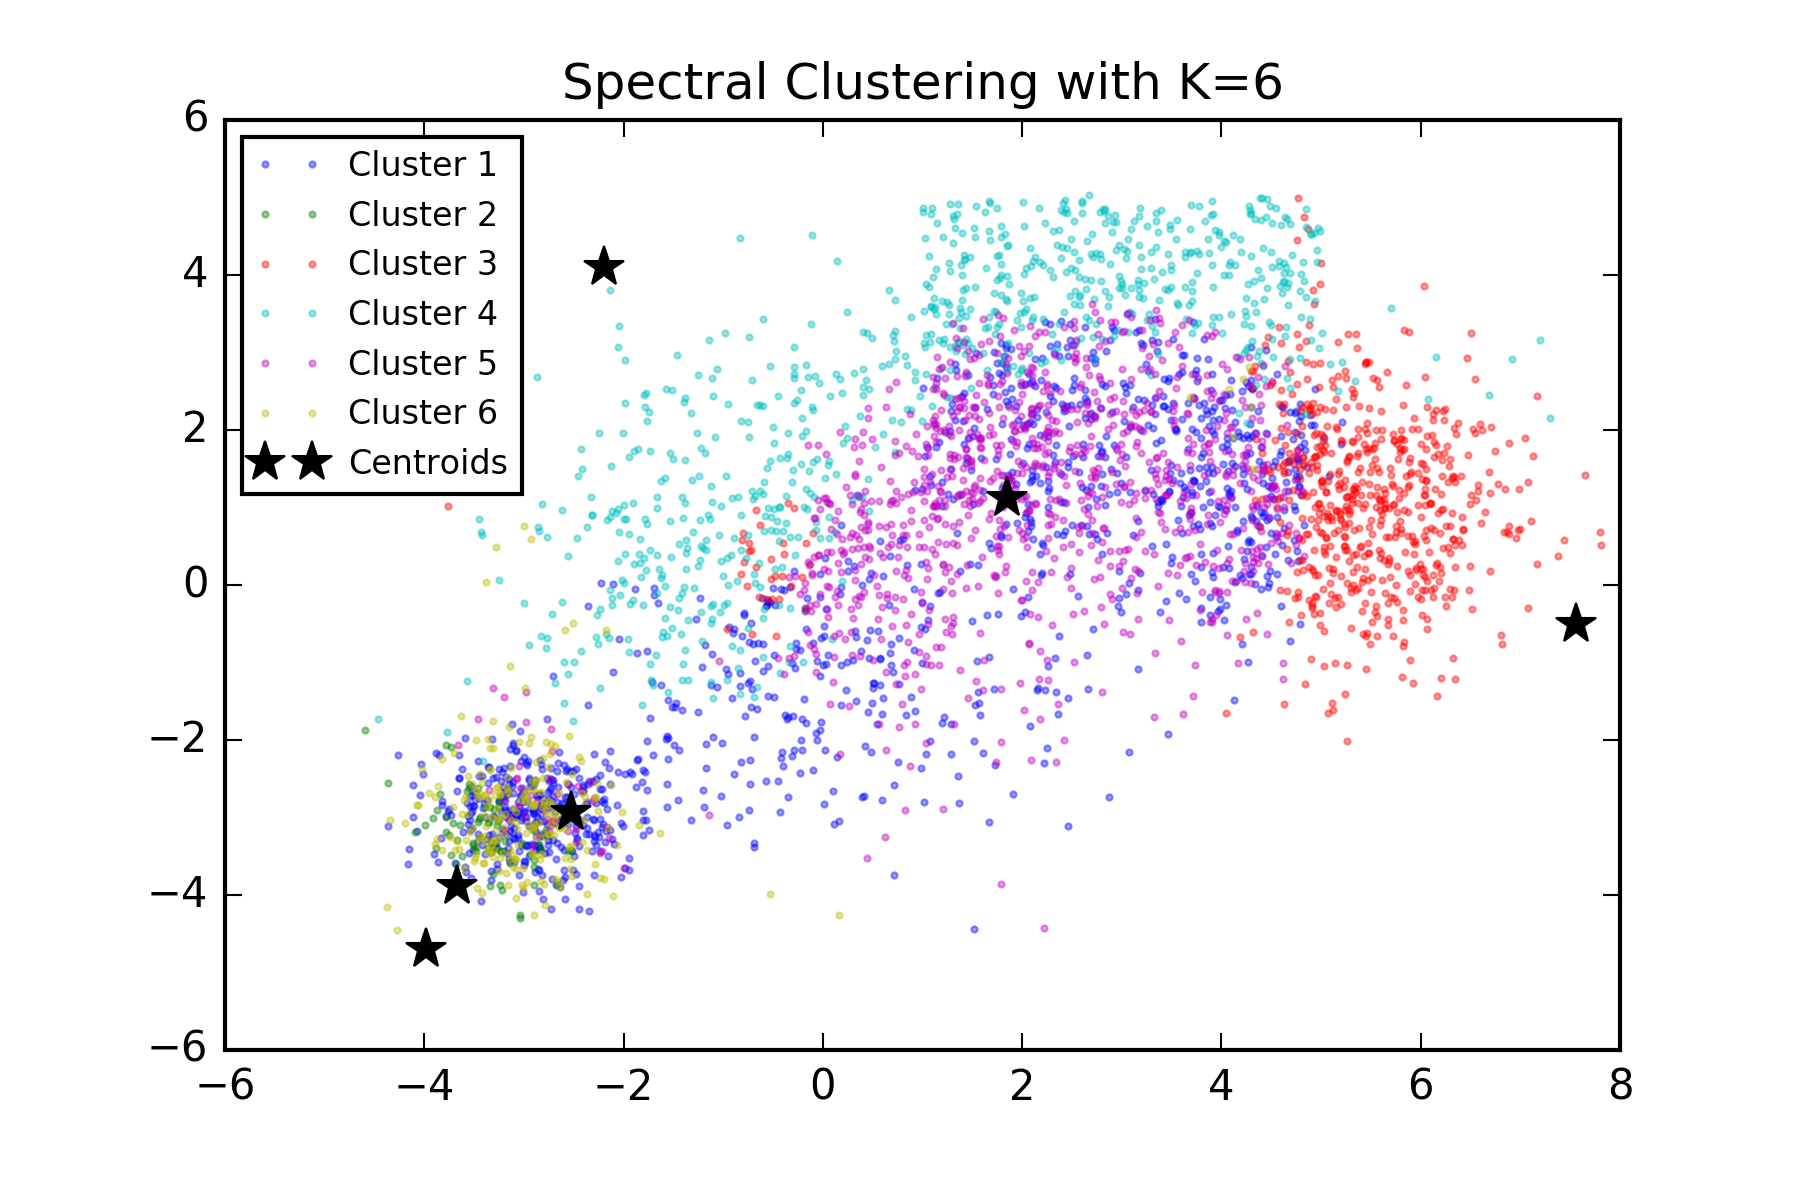 Spectral Clustering with K=6
6
4
2
0
−2
−4
−6
Cluster 1
Cluster 2
Cluster 3
Cluster 4
Cluster 5
Cluster 6
Centroids
−6 −4 −2 0 2 4 6 8